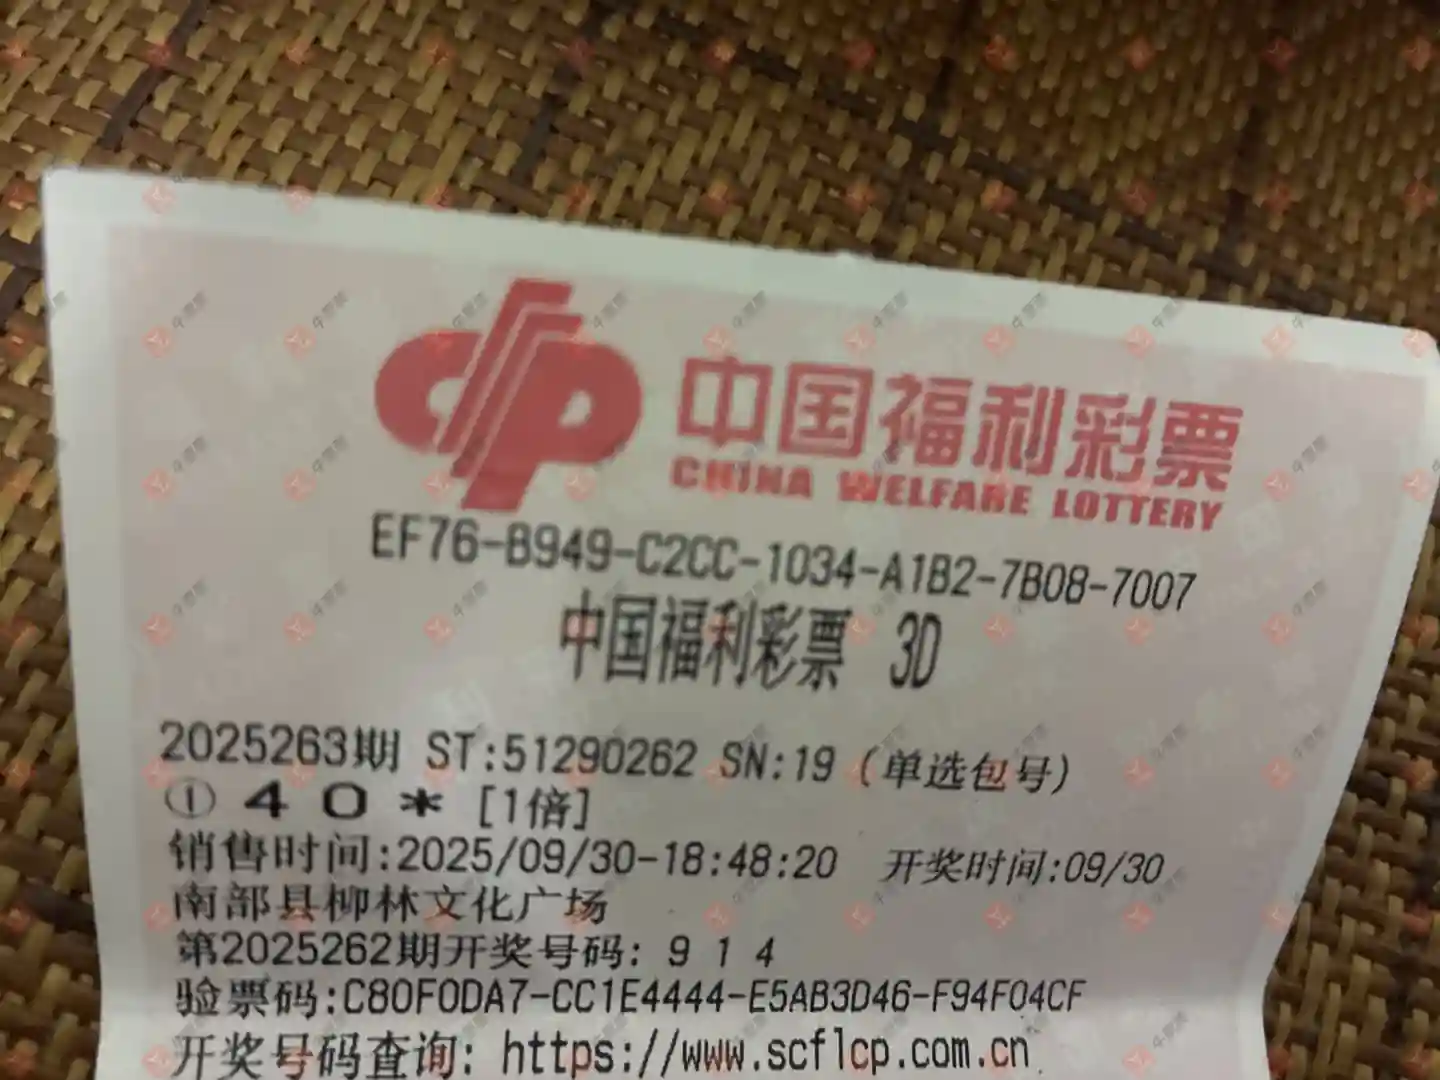 中国福利彩票
CHINA WELFARE LOTTERY
EF76-B949-C2CC-1034-A1B2-7B08-7007
中国福利彩票 3D
2025263期 ST:51290262 SN:19 (单选包号)
① 4 0 * [1倍]
销售时间:2025/09/30-18:48:20 开奖时间:09/30
南部县柳林文化广场
第2025262期开奖号码: 9 1 4
验票码:C80F0DA7-CC1E4444-E5AB3D46-F94F04CF
开奖号码查询: https://www.scflcp.com.cn